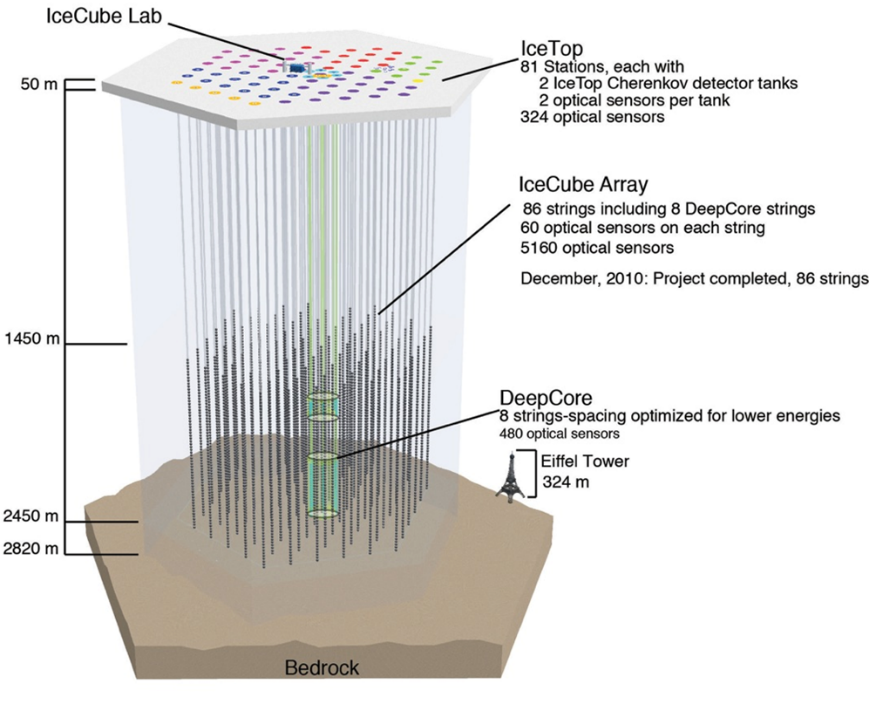 IceCube Lab
50 m
IceTop
81 Stations, each with
2 IceTop Cherenkov detector tanks
2 optical sensors per tank
324 optical sensors
IceCube Array
86 strings including 8 DeepCore strings
60 optical sensors on each string
5160 optical sensors
December, 2010: Project completed, 86 strings
1450 m
DeepCore
8 strings-spacing optimized for lower energies
480 optical sensors
Eiffel Tower
324 m
2450 m
2820 m
Bedrock